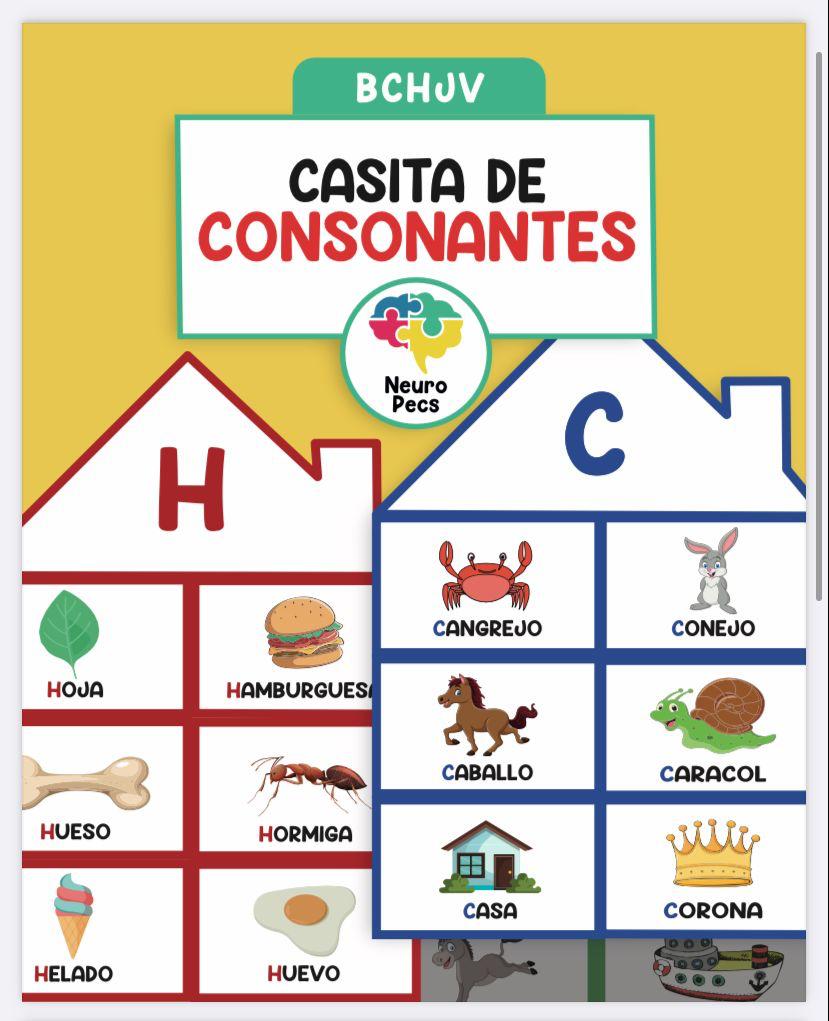 BCHJV
CASITA DE
CONSONANTES
Neuro
Pecs
H
C
CANGREJO
CONEJO
HOJA
HAMBURGUESA
CABALLO
CARACOL
HUESO
HORMIGA
CASA
CORONA
HELADO
HUEVO